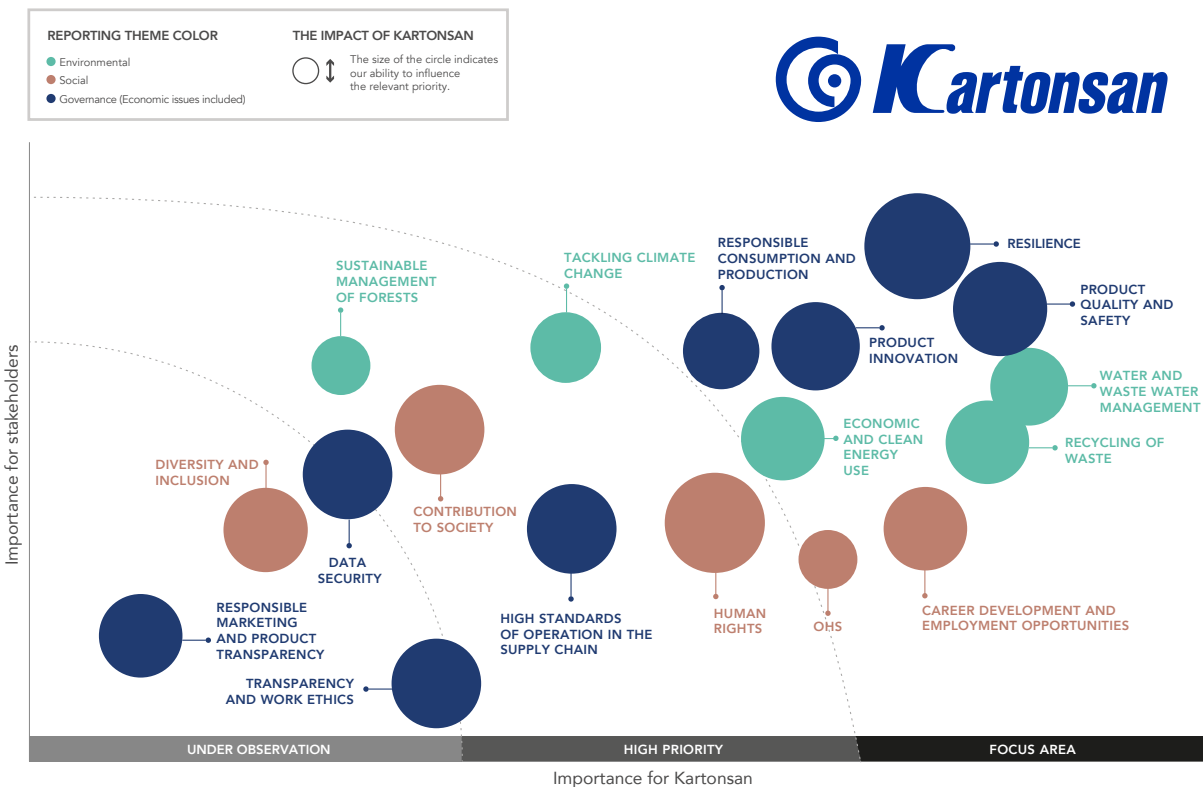 REPORTING THEME COLOR
Environmental
Social
Governance (Economic issues included)
THE IMPACT OF KARTONSAN
The size of the circle indicates
our ability to influence
the relevant priority.
Kartonsan
Importance for stakeholders
SUSTAINABLE
MANAGEMENT
OF FORESTS
TACKLING CLIMATE
CHANGE
RESPONSIBLE
CONSUMPTION AND
PRODUCTION
RESILIENCE
PRODUCT
QUALITY AND
SAFETY
PRODUCT
INNOVATION
WATER AND
WASTE WATER
MANAGEMENT
ECONOMIC
AND CLEAN
ENERGY
USE
RECYCLING OF
WASTE
DIVERSITY AND
INCLUSION
CONTRIBUTION
TO SOCIETY
DATA
SECURITY
RESPONSIBLE
MARKETING
AND PRODUCT
TRANSPARENCY
HIGH STANDARDS
OF OPERATION IN THE
SUPPLY CHAIN
HUMAN
RIGHTS
OHS
CAREER DEVELOPMENT AND
EMPLOYMENT OPPORTUNITIES
TRANSPARENCY
AND WORK ETHICS
UNDER OBSERVATION
HIGH PRIORITY
FOCUS AREA
Importance for Kartonsan